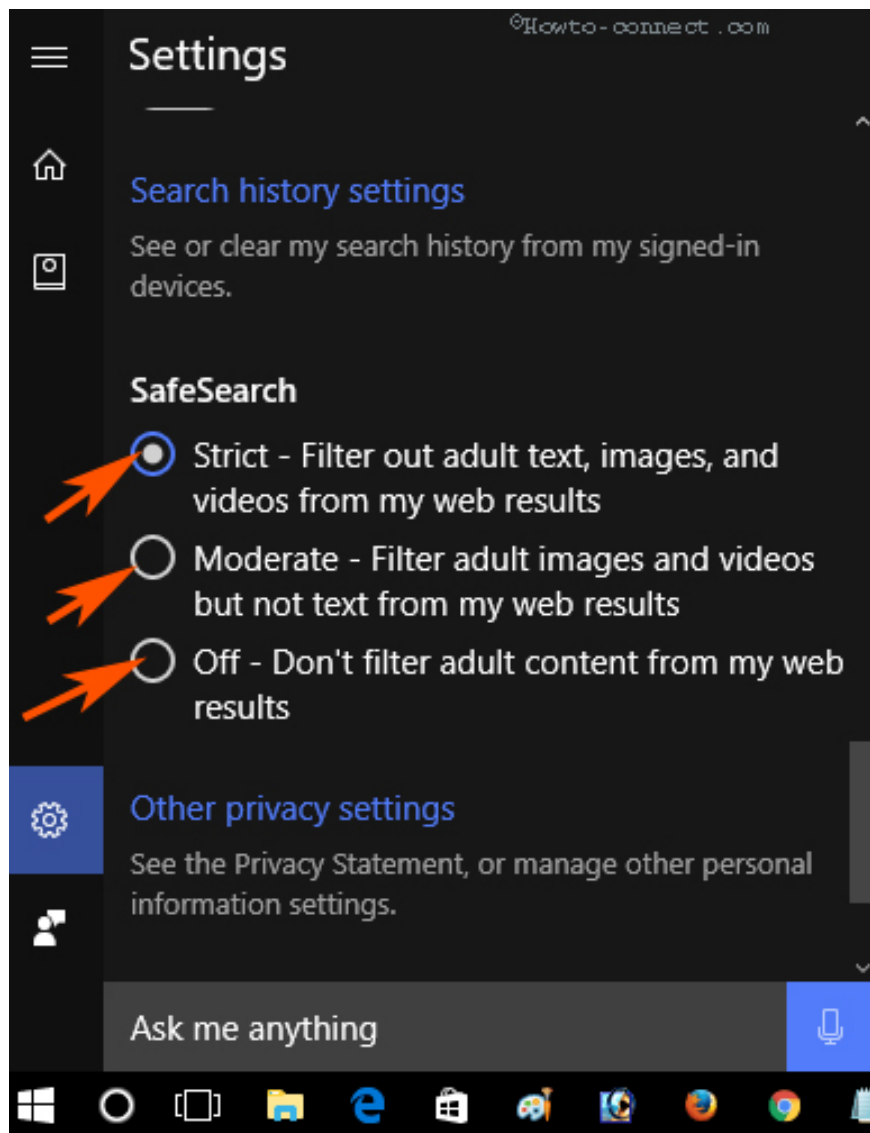 ©Howto-connect.com
Settings
Search history settings
See or clear my search history from my signed-in
devices.
SafeSearch
Strict - Filter out adult text, images, and
videos from my web results
Moderate - Filter adult images and videos
but not text from my web results
Off - Don't filter adult content from my web
results
Other privacy settings
See the Privacy Statement, or manage other personal
information settings.
Ask me anything